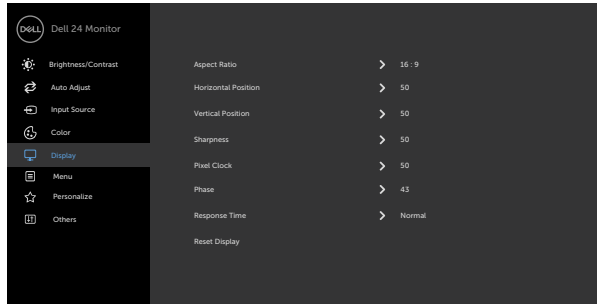 DELL Dell 24 Monitor
Brightness/Contrast
Auto Adjust
Input Source
Color
Display
Menu
Personalize
Others
Aspect Ratio 16 : 9
Horizontal Position 50
Vertical Position 50
Sharpness 50
Pixel Clock 50
Phase 43
Response Time Normal
Reset Display